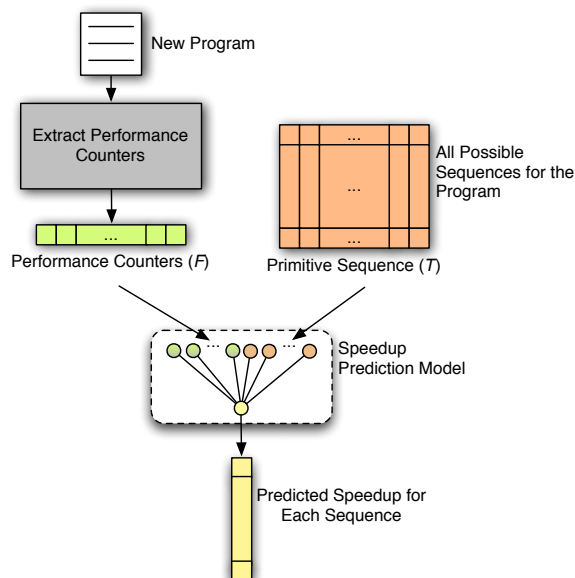 New Program
Extract Performance
Counters
...
Performance Counters (F)
...
...
...
All Possible
Sequences for the
Program
Primitive Sequence (T)
... ...
Speedup
Prediction Model
Predicted Speedup for
Each Sequence